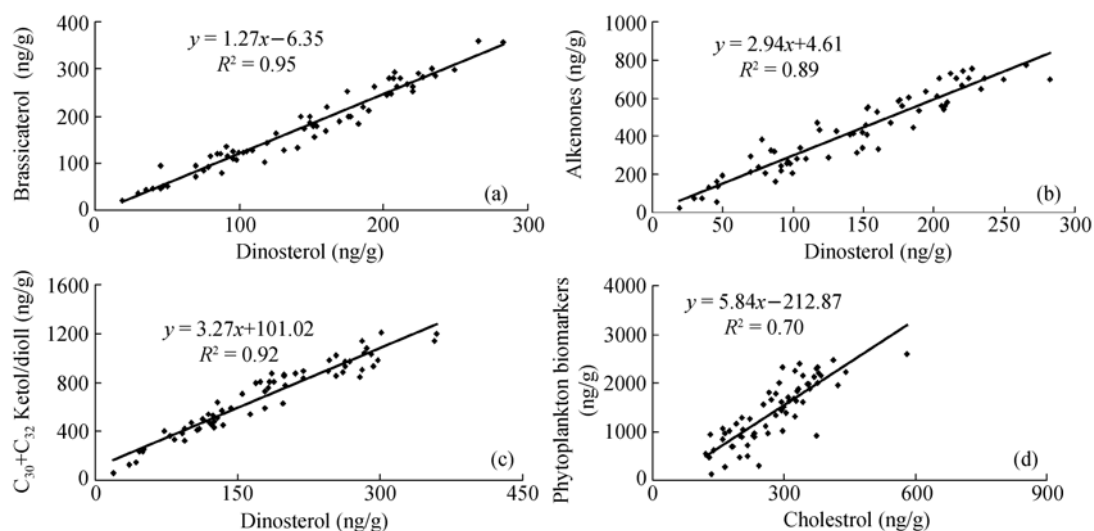 400
300
200
100
0
Brassicaterol (ng/g)
y = 1.27x−6.35
R² = 0.95
(a)
0
100
200
300
Dinosterol (ng/g)
1000
800
600
400
200
0
Alkenones (ng/g)
y = 2.94x+4.61
R² = 0.89
(b)
0
50
100
150
200
250
300
Dinosterol (ng/g)
1600
1200
800
400
0
C₃₀+C₃₂ Ketol/dioll (ng/g)
y = 3.27x+101.02
R² = 0.92
(c)
0
150
300
450
Dinosterol (ng/g)
4000
3000
2000
1000
0
Phytoplankton biomarkers
(ng/g)
y = 5.84x−212.87
R² = 0.70
(d)
0
300
600
900
Cholestrol (ng/g)